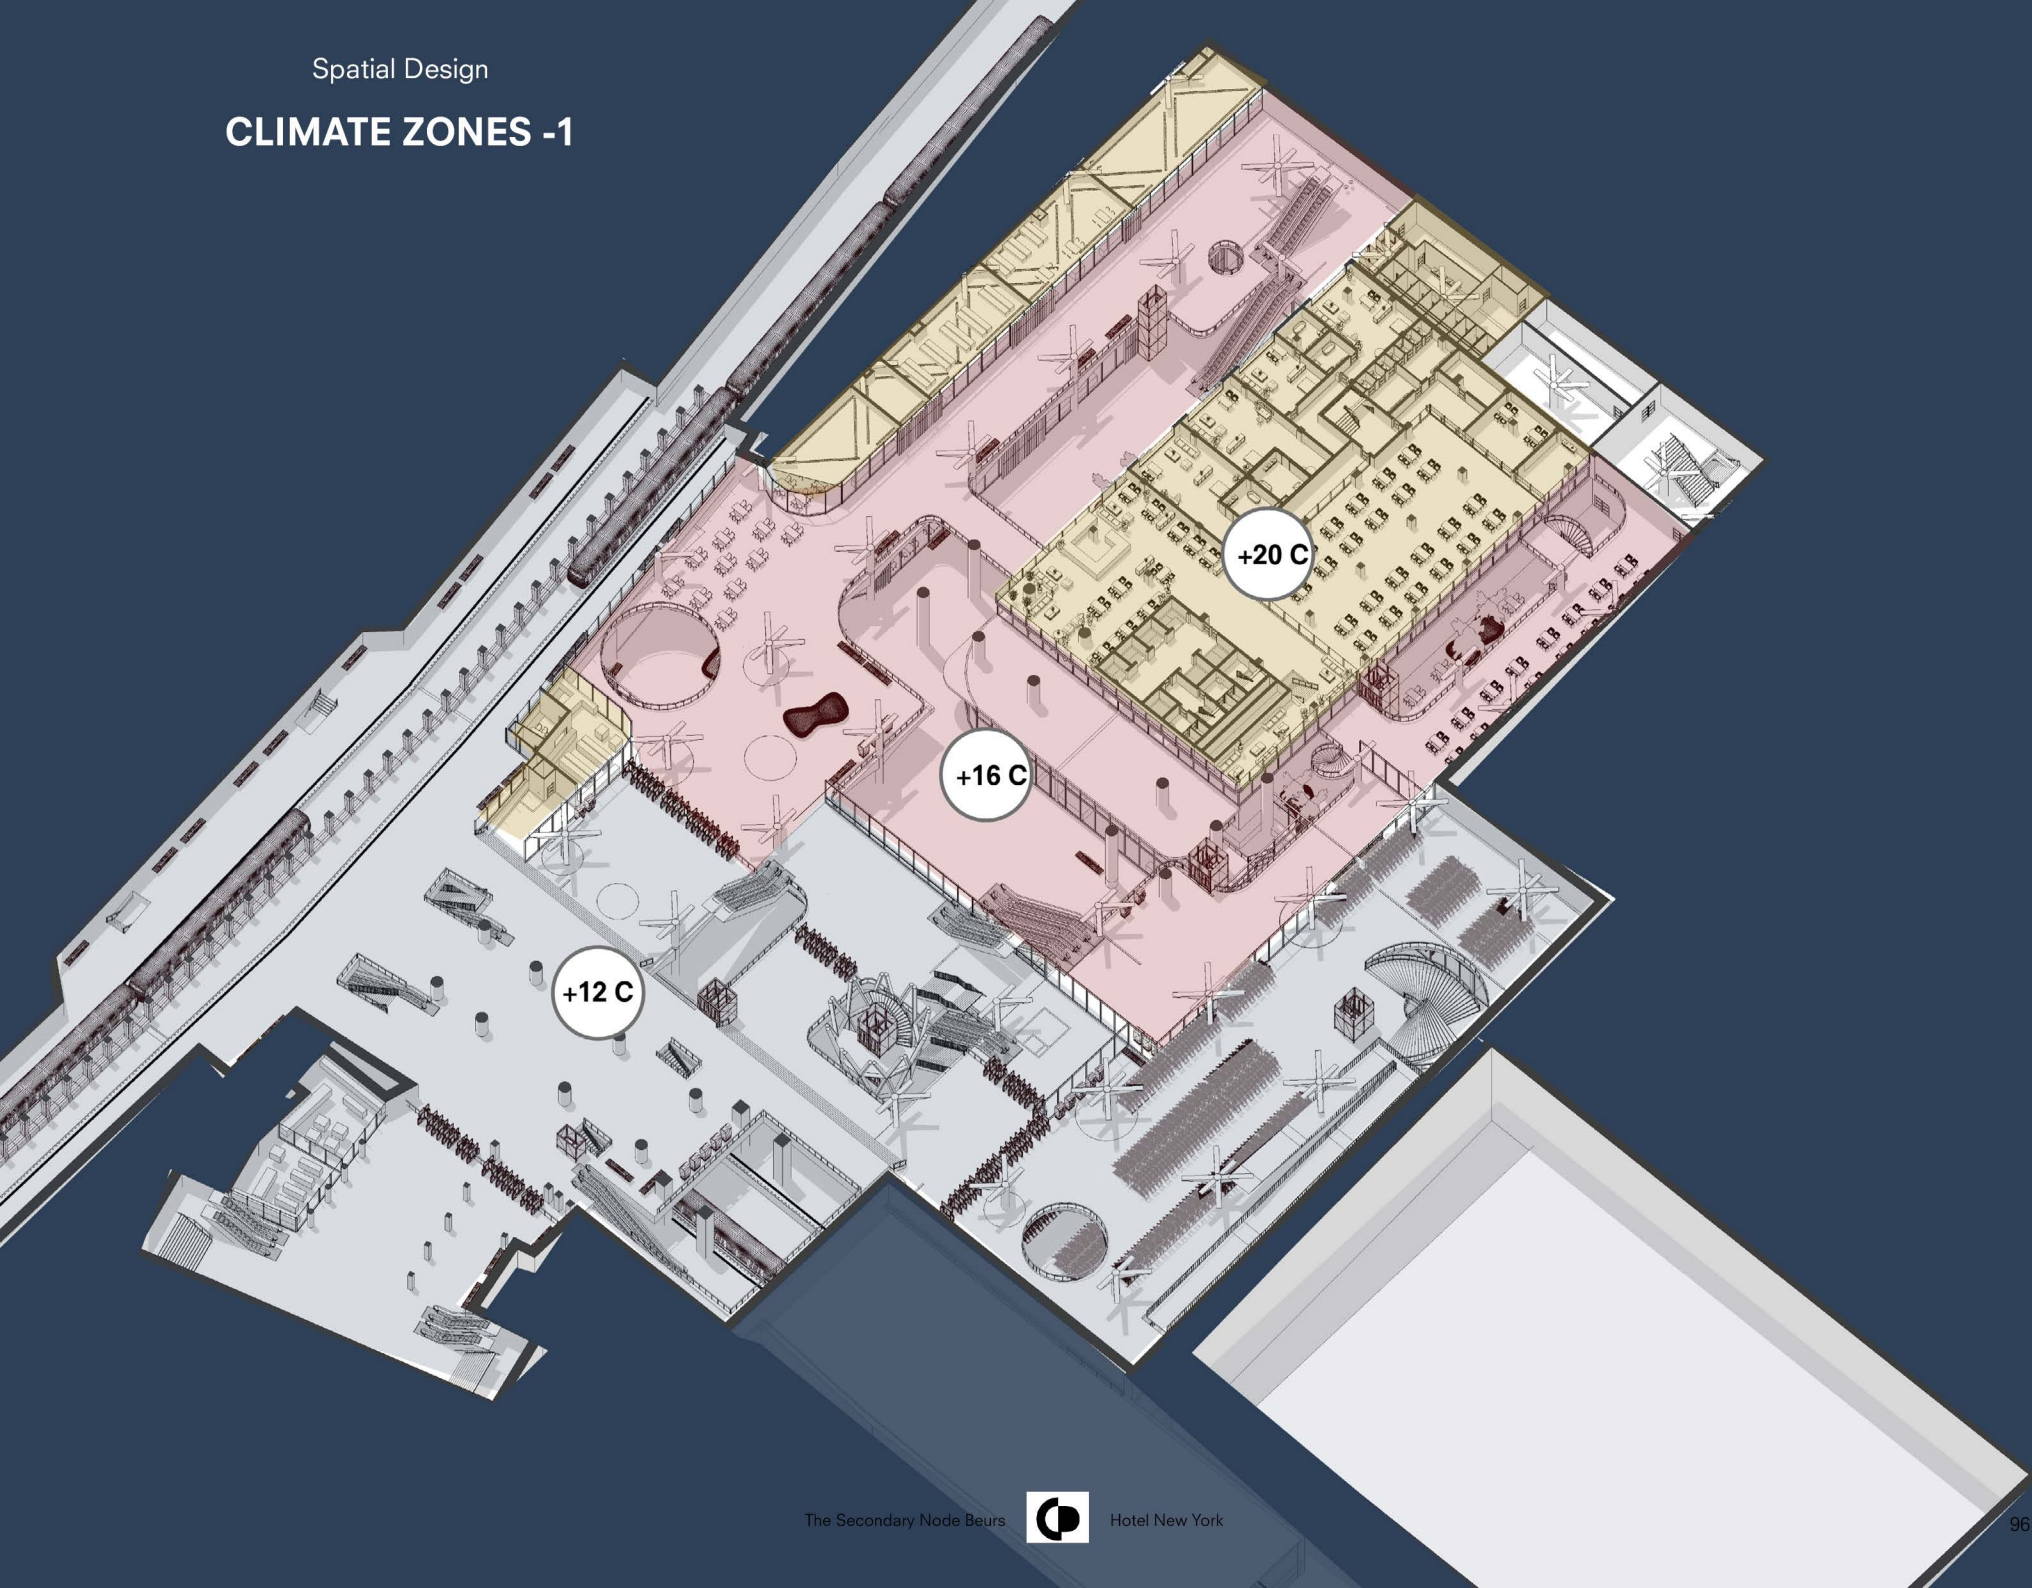 Spatial Design
CLIMATE ZONES -1
+20 C
+16 C
+12 C
The Secondary Node Beurs
Hotel New York
96